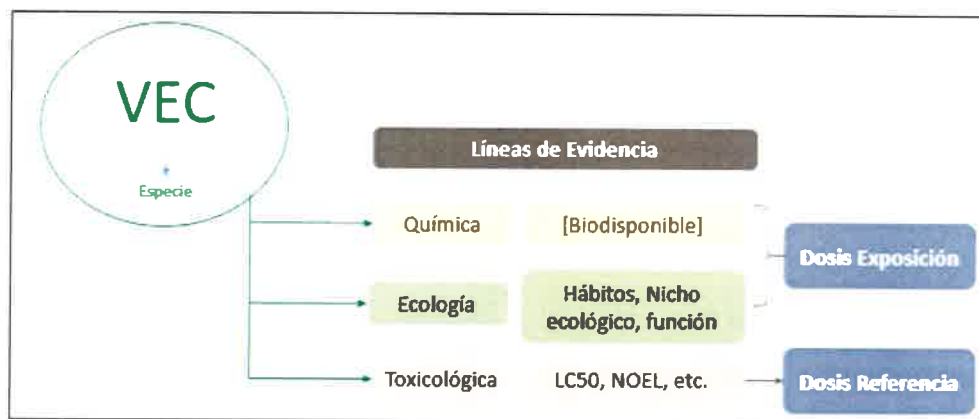 VEC
Especie
Líneas de Evidencia
Química
[Biodisponible]
Dosis Exposición
Ecología
Hábitos, Nicho
ecológico, función
Toxicológica
LC50, NOEL, etc.
Dosis Referencia